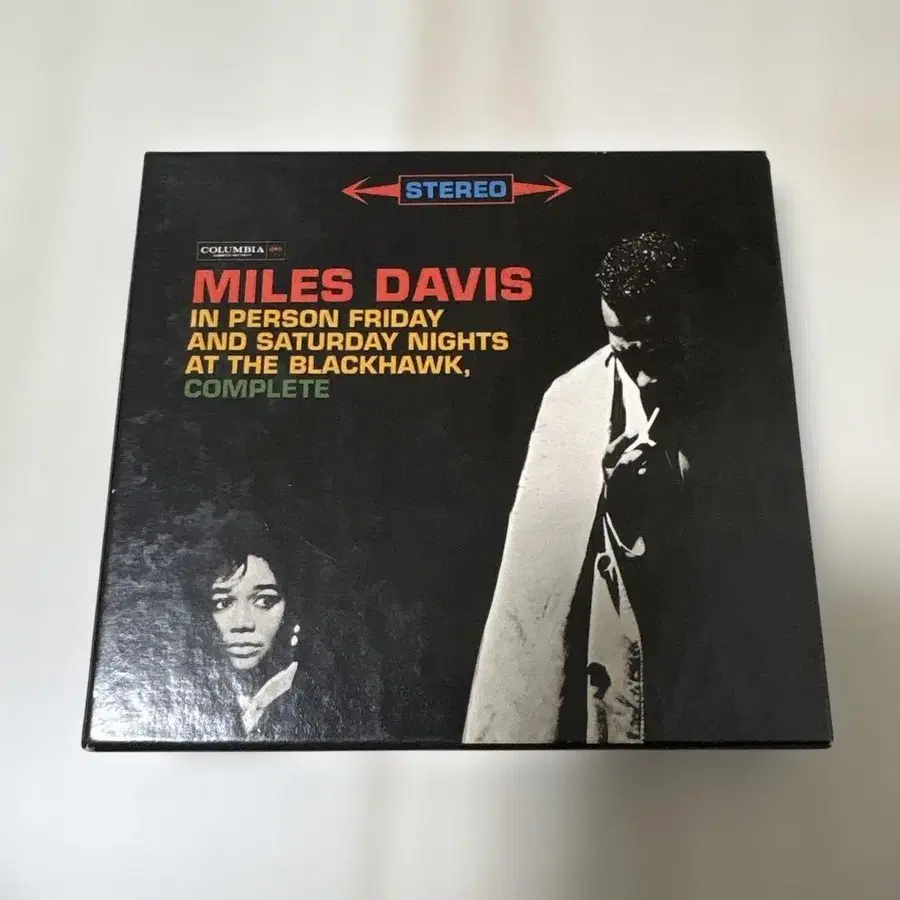 STEREO
COLUMBIA
MILES DAVIS
IN PERSON FRIDAY
AND SATURDAY NIGHTS
AT THE BLACKHAWK,
COMPLETE